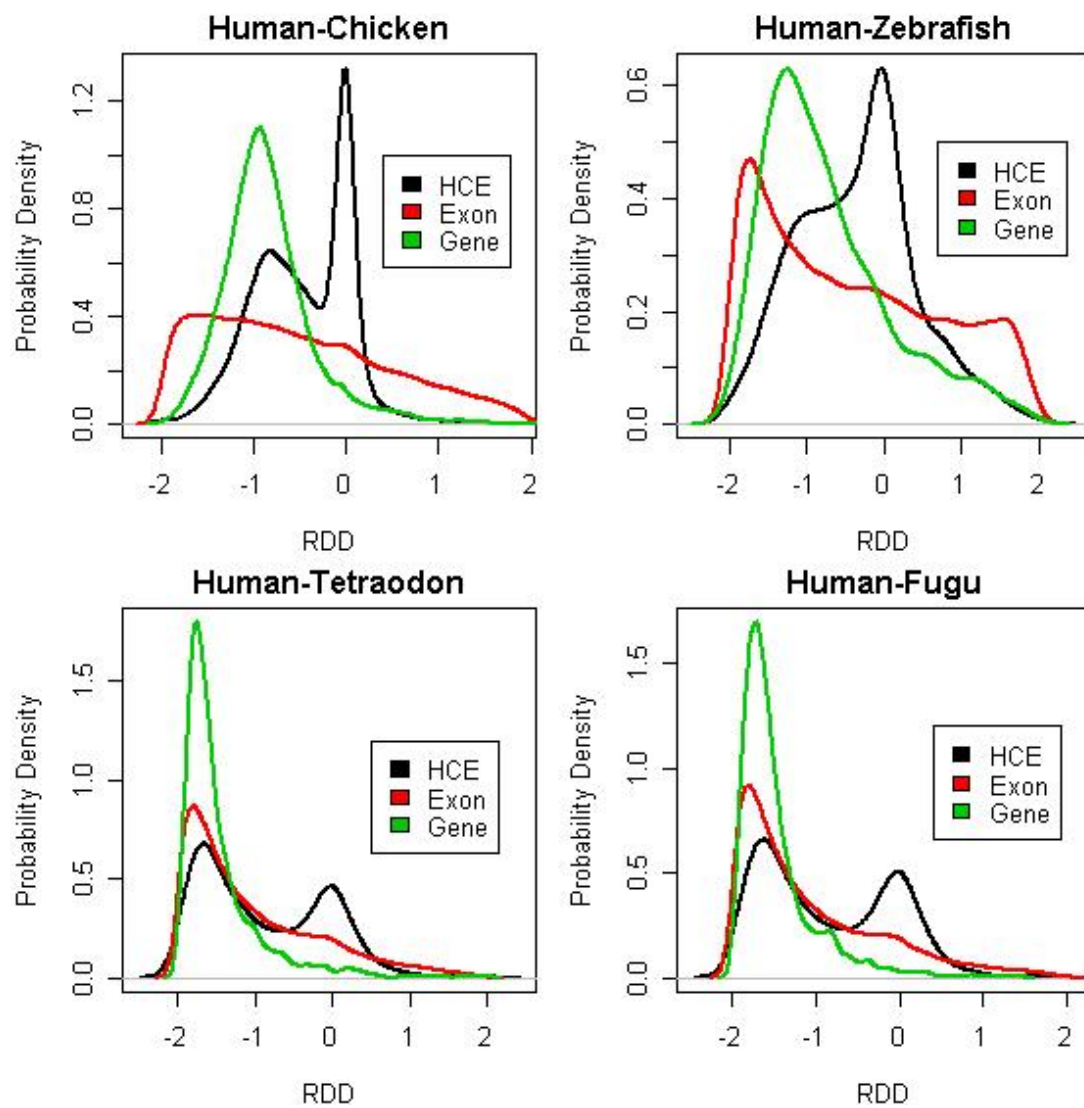 Human-Chicken
Probability Density
0.0 0.4 0.8 1.2
HCE
Exon
Gene
-2 -1 0 1 2
RDD
Human-Zebrafish
Probability Density
0.0 0.2 0.4 0.6
HCE
Exon
Gene
-2 -1 0 1 2
RDD
Human-Tetraodon
Probability Density
0.0 0.5 1.0 1.5
HCE
Exon
Gene
-2 -1 0 1 2
RDD
Human-Fugu
Probability Density
0.0 0.5 1.0 1.5
HCE
Exon
Gene
-2 -1 0 1 2
RDD